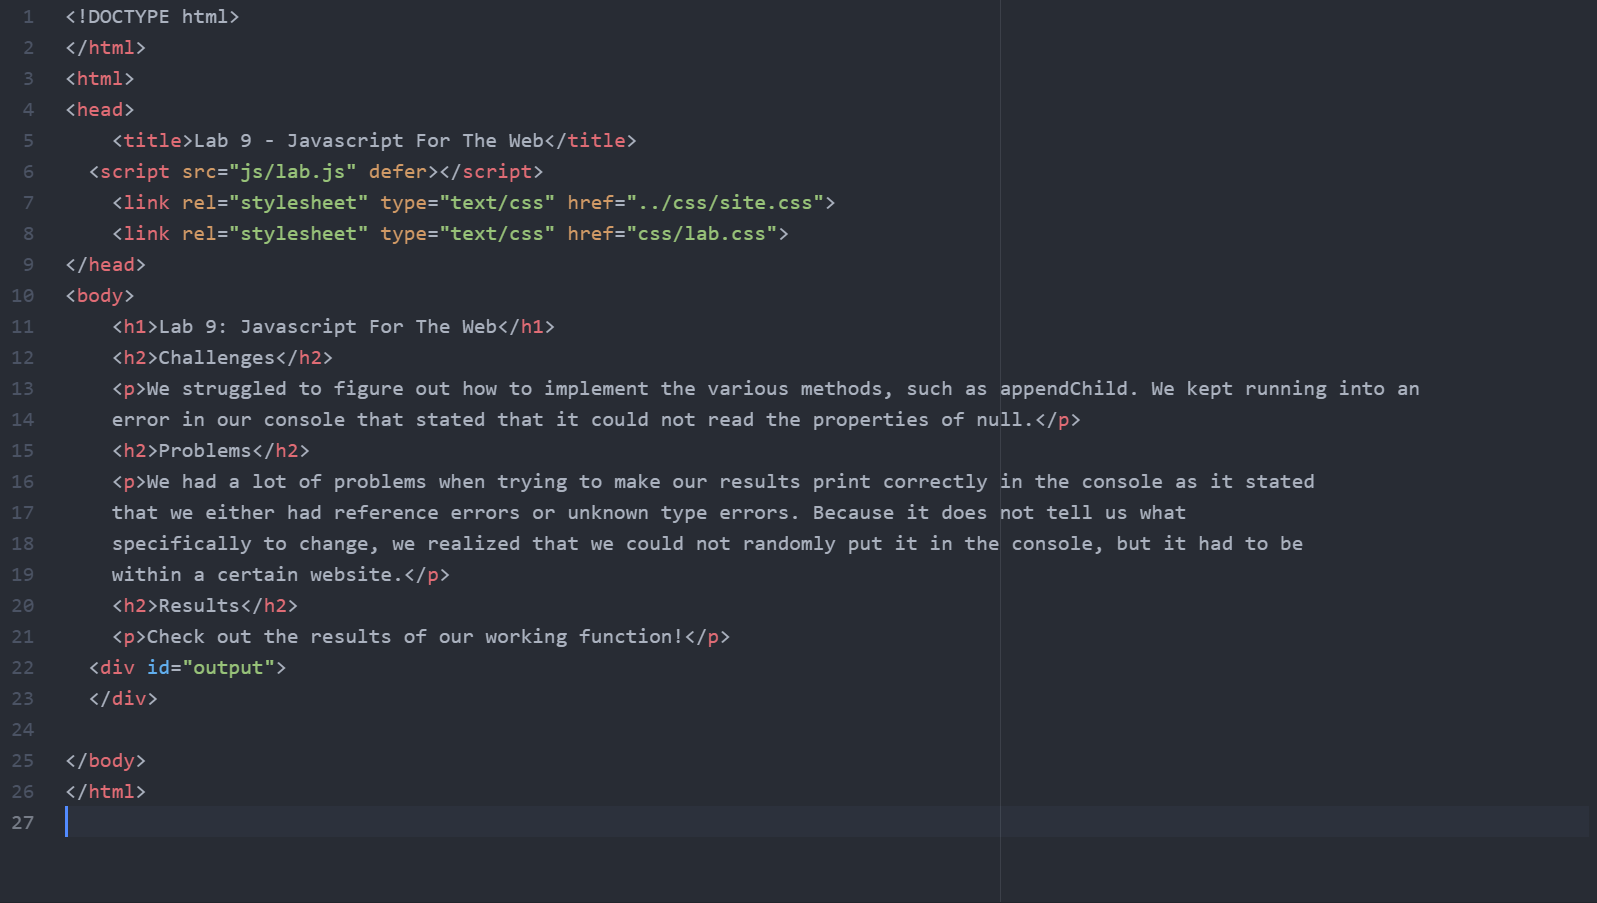 1 <!DOCTYPE html>
2 </html>
3 <html>
4 <head>
5     <title>Lab 9 - Javascript For The Web</title>
6   <script src="js/lab.js" defer></script>
7     <link rel="stylesheet" type="text/css" href="../css/site.css">
8     <link rel="stylesheet" type="text/css" href="css/lab.css">
9 </head>
10 <body>
11     <h1>Lab 9: Javascript For The Web</h1>
12     <h2>Challenges</h2>
13     <p>We struggled to figure out how to implement the various methods, such as appendChild. We kept running into an
14     error in our console that stated that it could not read the properties of null.</p>
15     <h2>Problems</h2>
16     <p>We had a lot of problems when trying to make our results print correctly in the console as it stated
17     that we either had reference errors or unknown type errors. Because it does not tell us what
18     specifically to change, we realized that we could not randomly put it in the console, but it had to be
19     within a certain website.</p>
20     <h2>Results</h2>
21     <p>Check out the results of our working function!</p>
22   <div id="output">
23   </div>
24
25 </body>
26 </html>
27